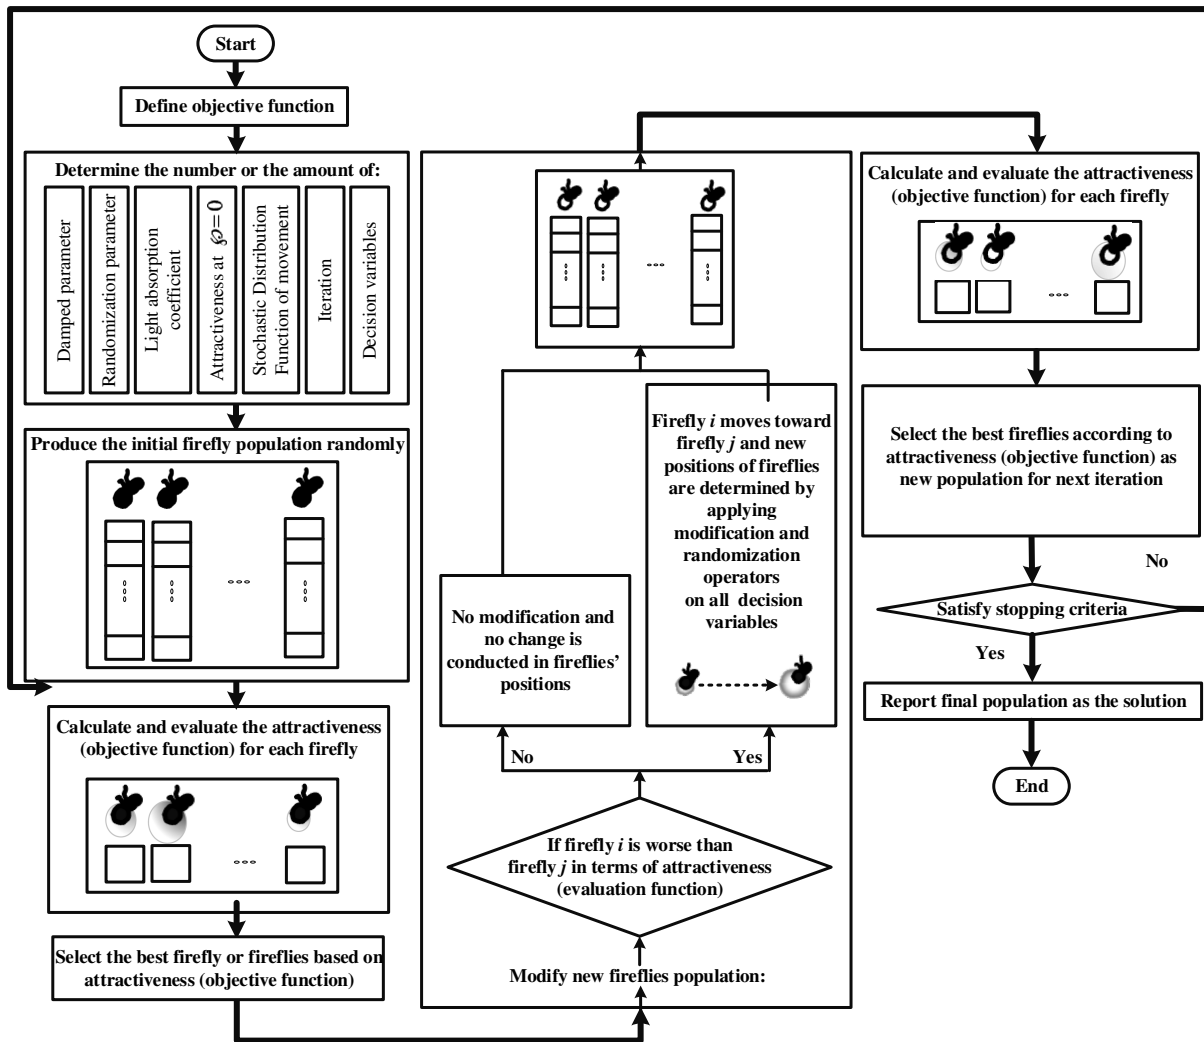 Start
Define objective function
Determine the number or the amount of:
Damped parameter
Randomization parameter
Light absorption
coefficient
Attractiveness at ℘=0
Stochastic Distribution
Function of movement
Iteration
Decision variables
Produce the initial firefly population randomly
Calculate and evaluate the attractiveness
(objective function) for each firefly
Select the best firefly or fireflies based on
attractiveness (objective function)
Modify new fireflies population:
If firefly i is worse than
firefly j in terms of attractiveness
(evaluation function)
No
Yes
No modification and
no change is
conducted in fireflies’
positions
Firefly i moves toward
firefly j and new
positions of fireflies
are determined by
applying
modification and
randomization
operators
on all decision
variables
Calculate and evaluate the attractiveness
(objective function) for each firefly
Select the best fireflies according to
attractiveness (objective function) as
new population for next iteration
No
Satisfy stopping criteria
Yes
Report final population as the solution
End